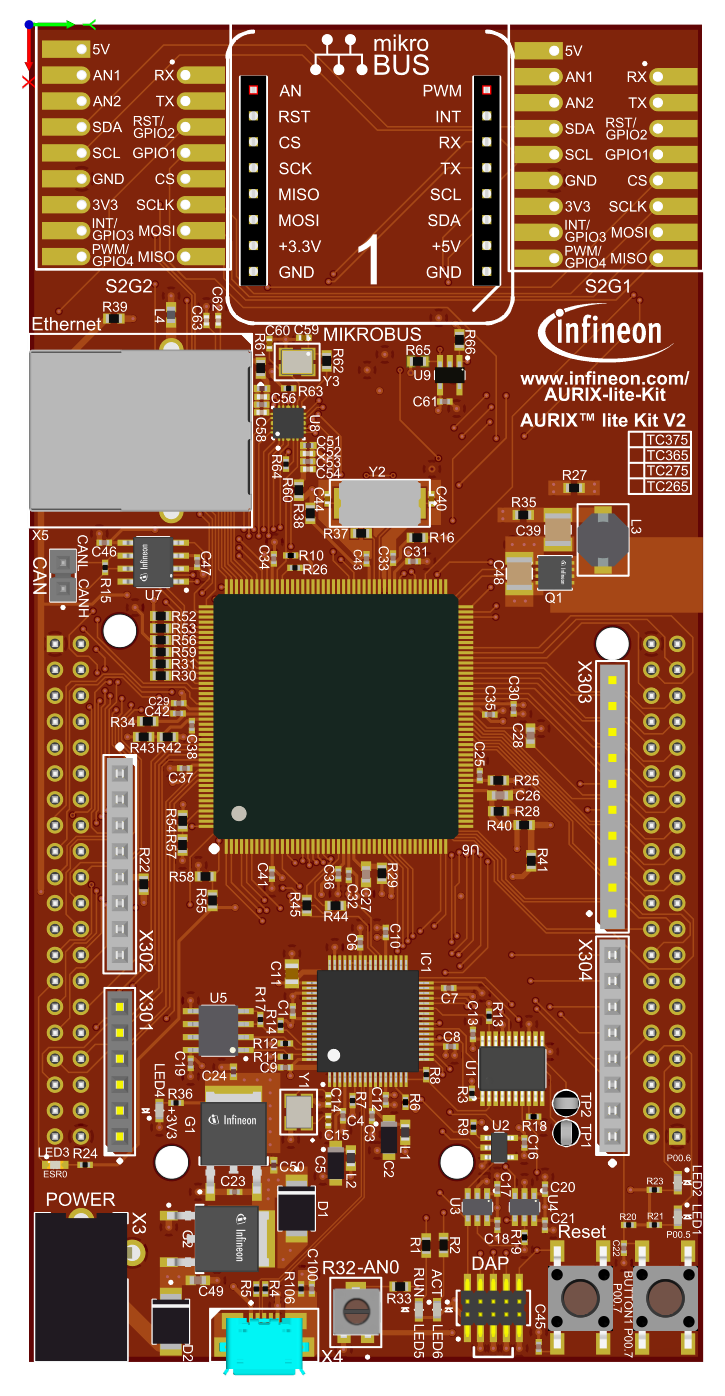 Y
X
5V
AN1
AN2
SDA
SCL
GND
3V3
INT/
GPIO3
PWM/
GPIO4
RX
TX
RST/
GPIO2
GPIO1
CS
SCLK
MOSI
MISO
S2G2
mikro
BUS
AN
RST
CS
SCK
MISO
MOSI
+3.3V
GND
PWM
INT
RX
TX
SCL
SDA
+5V
GND
1
MIKROBUS
5V
AN1
AN2
SDA
SCL
GND
3V3
INT/
GPIO3
PWM/
GPIO4
RX
TX
RST/
GPIO2
GPIO1
CS
SCLK
MOSI
MISO
S2G1
R39
L4
C63
C62
Ethernet
C60
C59
R61
R62
Y3
R63
C56
C58
U8
C51
C52
C53
C54
R64
R60
R38
R65
R66
U9
C61
infineon
www.infineon.com/
AURIX-lite-Kit
AURIX™ lite Kit V2
TC375
TC365
TC275
TC265
Y2
C44
C40
R37
R16
R27
R35
C39
L3
C48
Q1
X5
CANL
CANH
CAN
C46
R15
infineon
U7
C47
C34
R10
R26
C43
C33
C31
R52
R53
R56
R59
R31
R30
C29
C42
R34
R43
R42
C38
C37
R54
R57
R58
R55
X303
C35
C30
C28
C25
R25
C26
R28
R40
R41
U6
R22
X302
C41
C36
C32
C27
R29
R45
R44
C6
C10
X304
X301
C11
IC1
U5
R17
R14
C1
R12
R11
C9
C7
C8
C13
R13
U1
R8
R3
C19
C24
LED4
R36
+3V3
G1
infineon
Y1
C14
C15
R7
C4
C12
C3
R6
R9
U2
R18
C16
TP2
TP1
LED3
R24
ESR0
C23
C50
C5
L2
C2
L1
C17
C20
U3
U4
C21
C18
R19
P00.6
R23
LED2
LED1
R20
R21
P00.5
POWER
X3
G2
infineon
D1
C49
D2
R5
R4
R106
C100
X4
R32-AN0
R1
R2
R33
RUN
ACT
LED5
LED6
DAP
C45
Reset
C22
BUTTON1
P00.7
P00.7